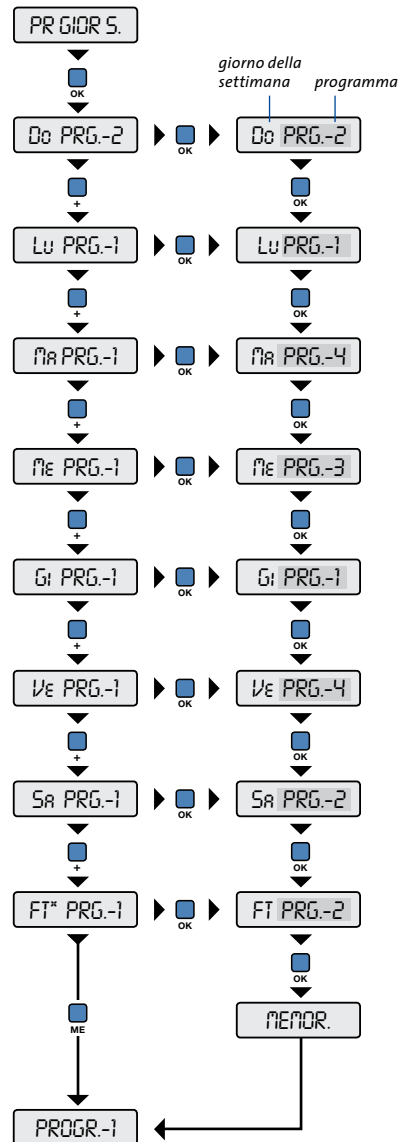 PR GIOR S.
OK
giorno della
settimana programma
Do PRG.-2 OK Do PRG.-2
+ OK
Lu PRG.-1 OK Lu PRG.-1
+ OK
Ma PRG.-1 OK Ma PRG.-4
+ OK
Me PRG.-1 OK Me PRG.-3
+ OK
Gi PRG.-1 OK Gi PRG.-1
+ OK
Ve PRG.-1 OK Ve PRG.-4
+ OK
Sa PRG.-1 OK Sa PRG.-2
+ OK
FT* PRG.-1 OK FT PRG.-2
OK
ME
MEMOR.
PROGR.-1